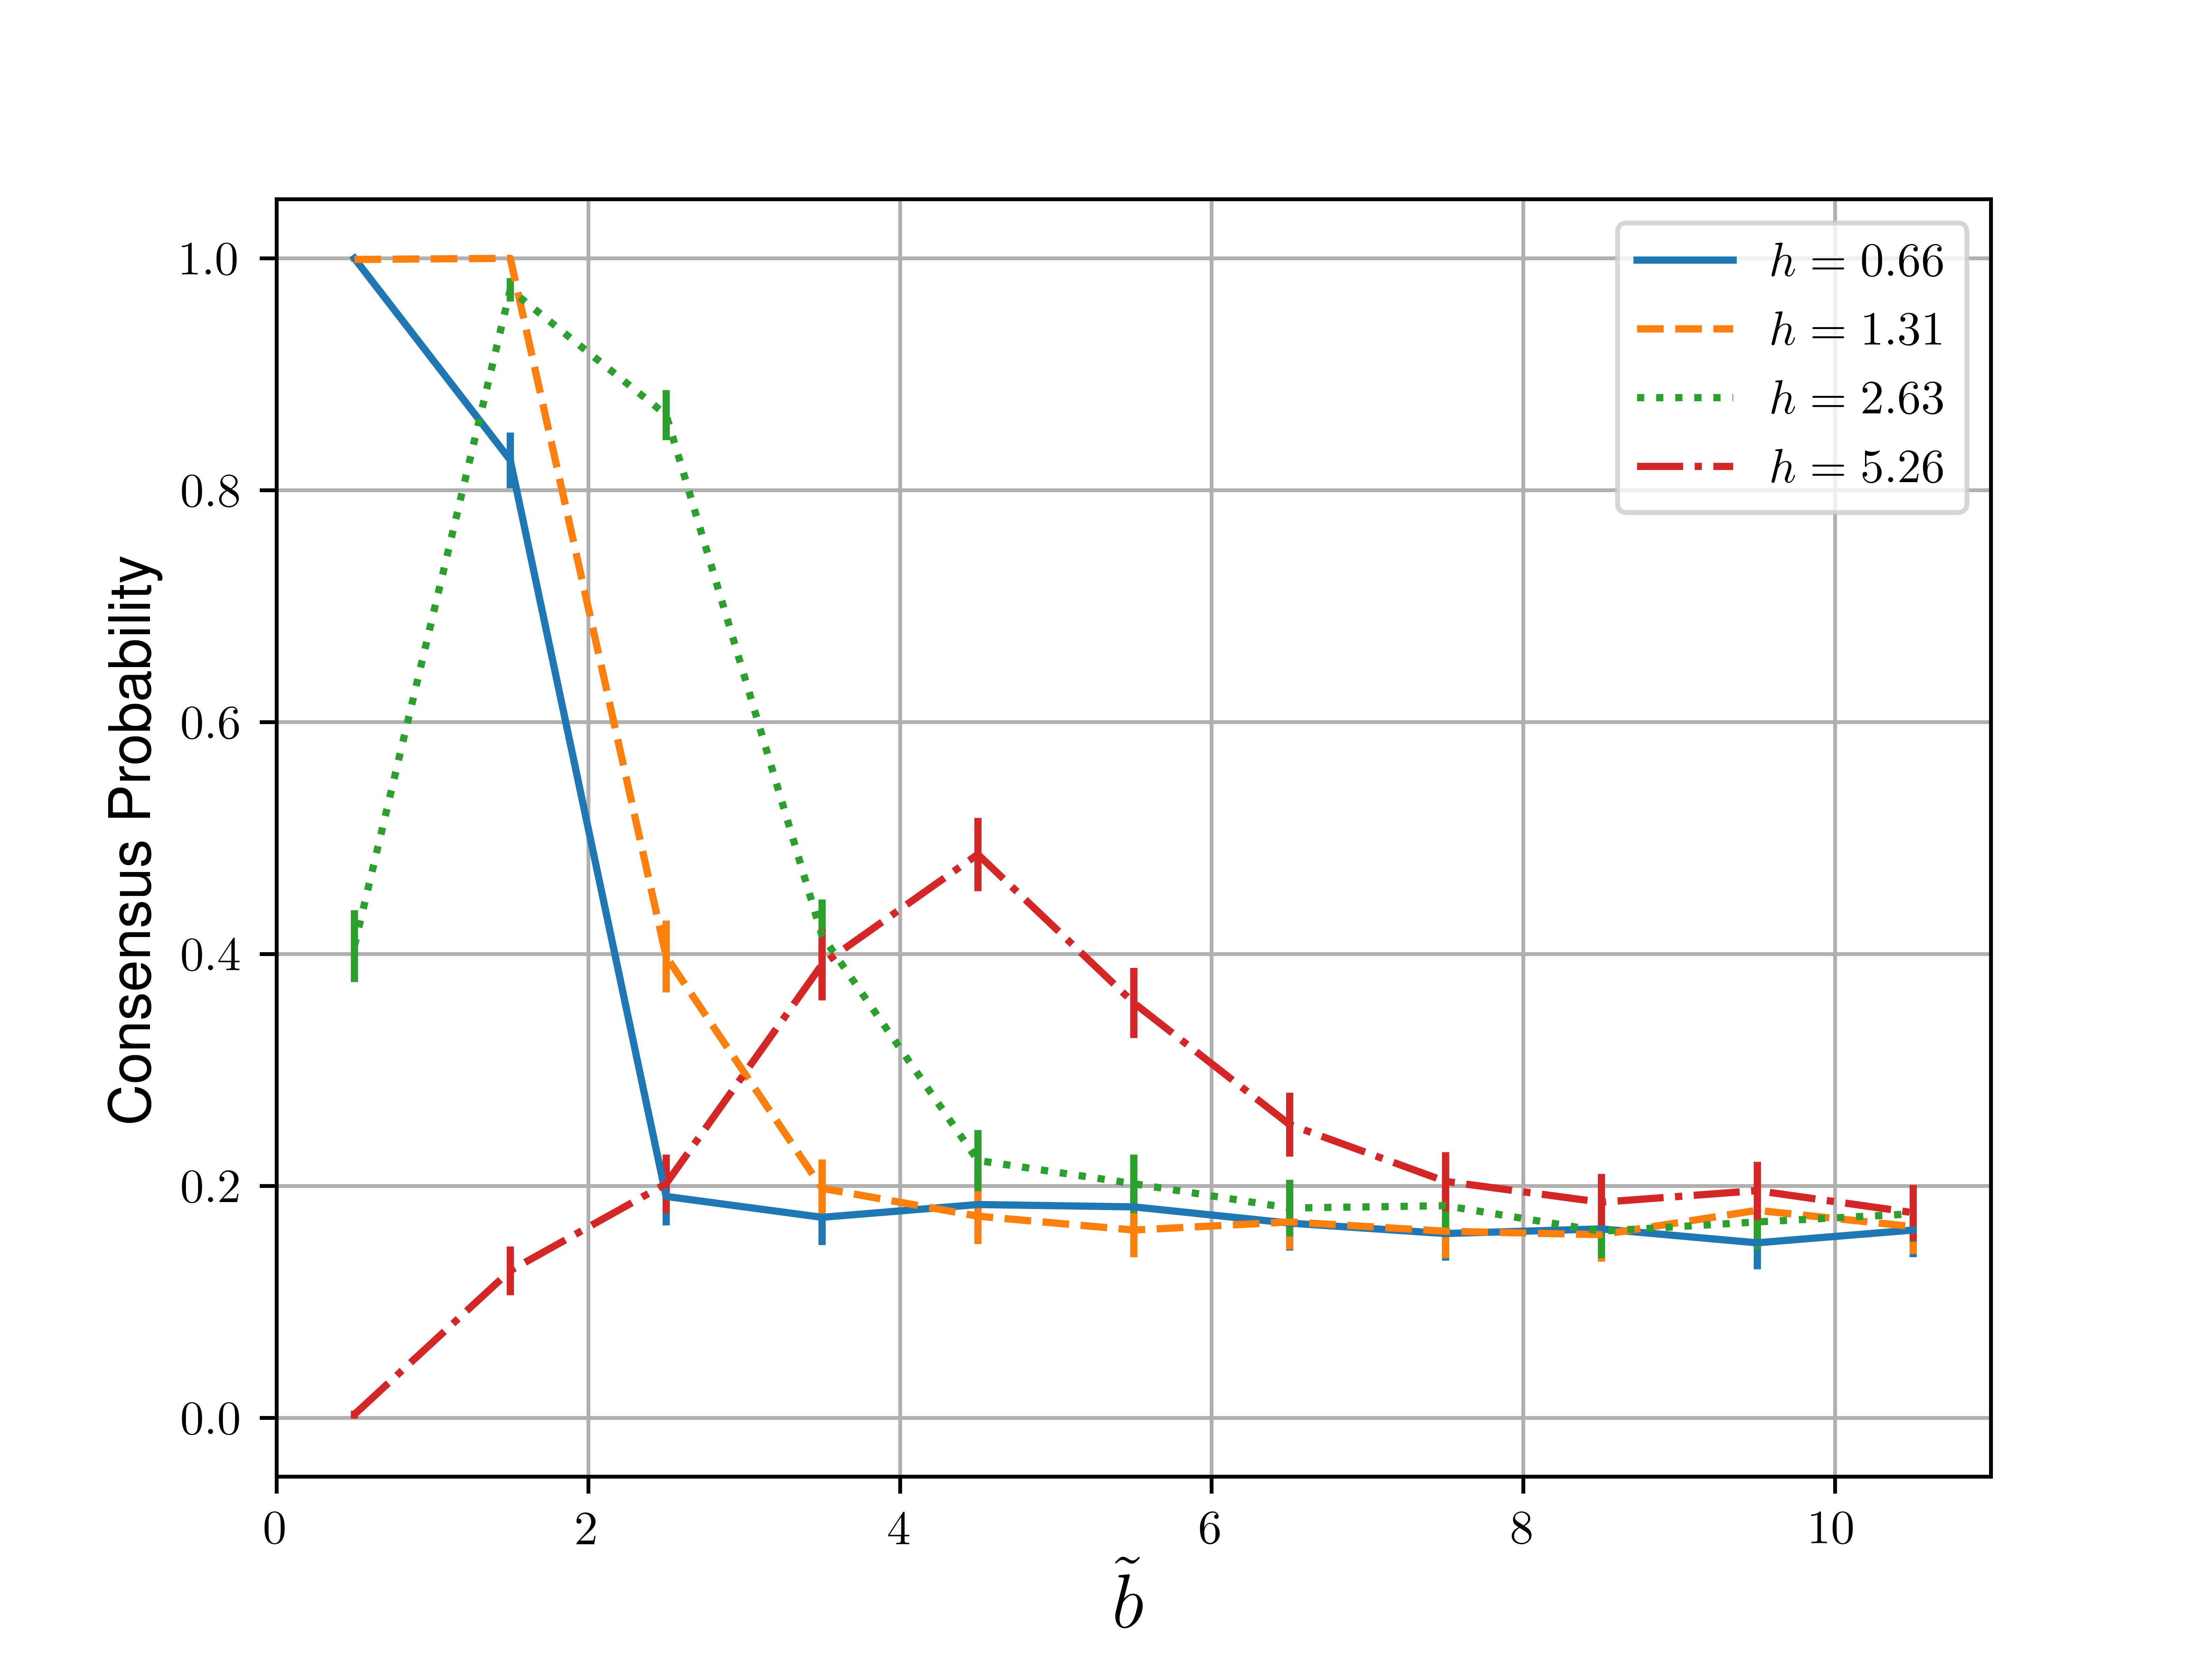 Consensus Probability
1.0
0.8
0.6
0.4
0.2
0.0
0 2 4 6 8 10
b̃
h = 0.66
h = 1.31
h = 2.63
h = 5.26